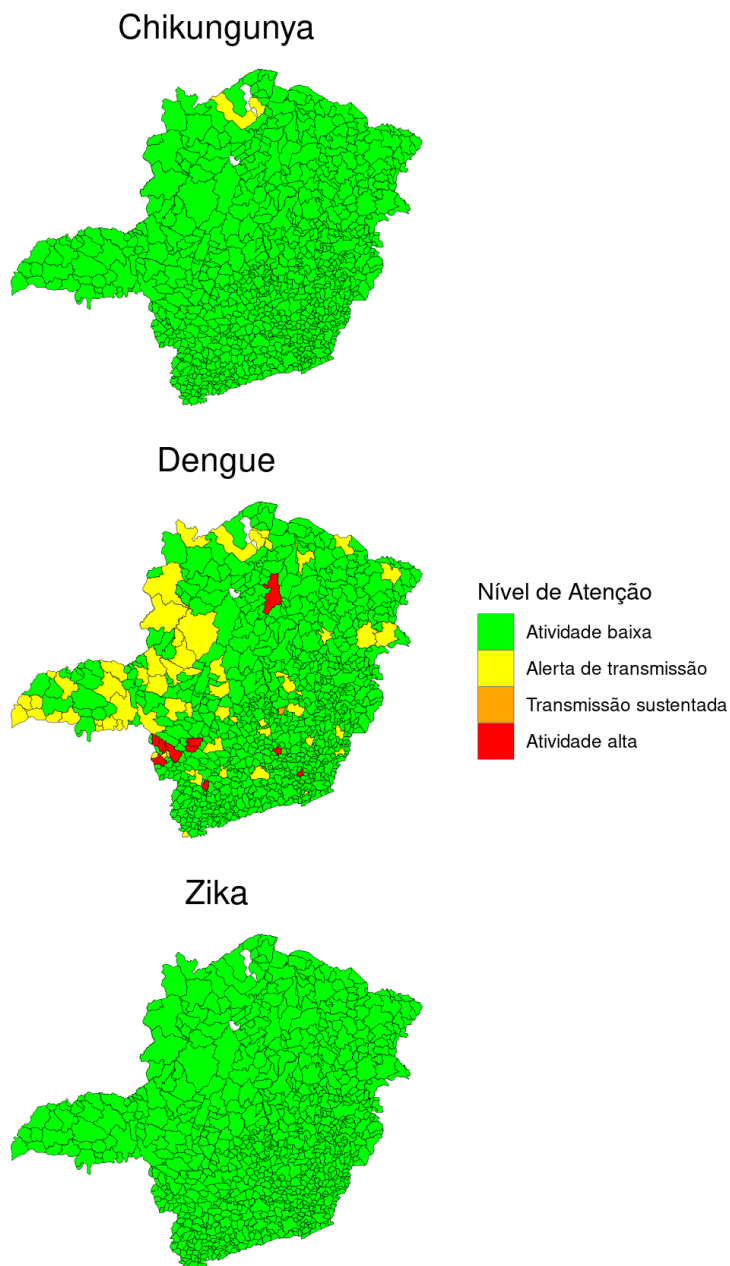 Chikungunya
Dengue
Nível de Atenção
Atividade baixa
Alerta de transmissão
Transmissão sustentada
Atividade alta
Zika